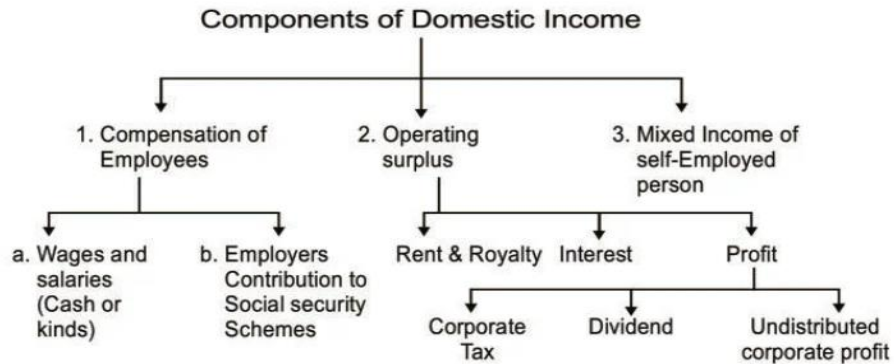 Components of Domestic Income
1. Compensation of
Employees
2. Operating
surplus
3. Mixed Income of
self-Employed
person
a. Wages and
salaries
(Cash or
kinds)
b. Employers
Contribution to
Social security
Schemes
Rent & Royalty
Interest
Profit
Corporate
Tax
Dividend
Undistributed
corporate profit